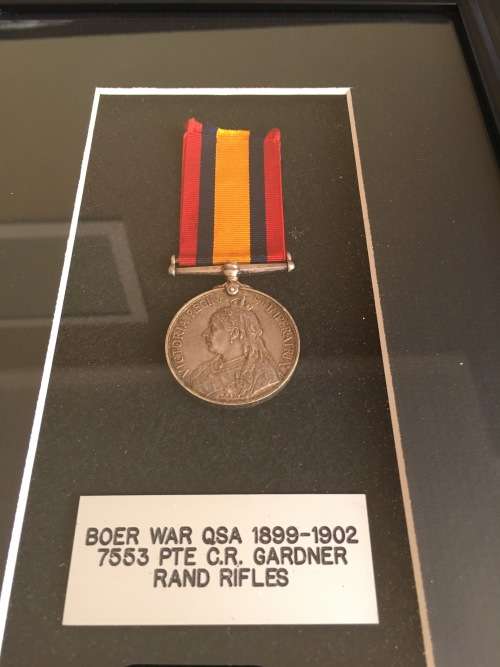 VICTORIA REGINA ET IMPERATRIX
BOER WAR QSA 1899-1902
7553 PTE C.R. GARDNER
RAND RIFLES